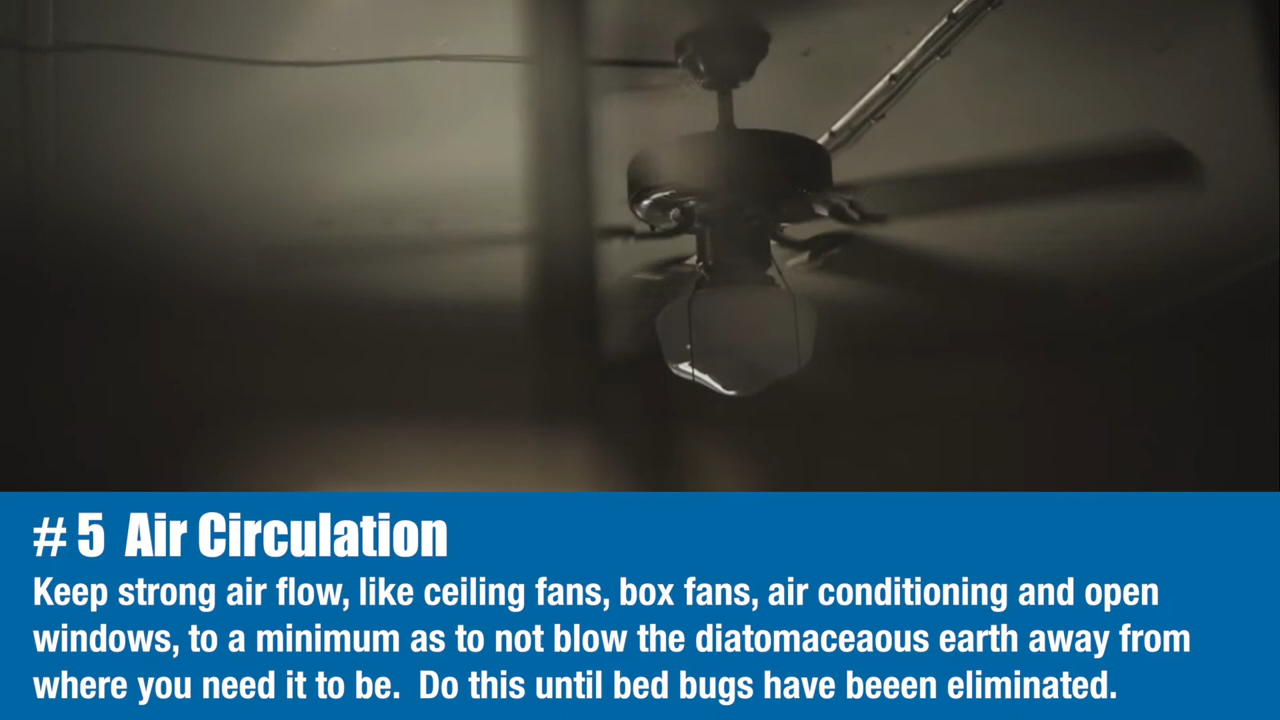 # 5 Air Circulation
Keep strong air flow, like ceiling fans, box fans, air conditioning and open
windows, to a minimum as to not blow the diatomaceaous earth away from
where you need it to be. Do this until bed bugs have beeen eliminated.